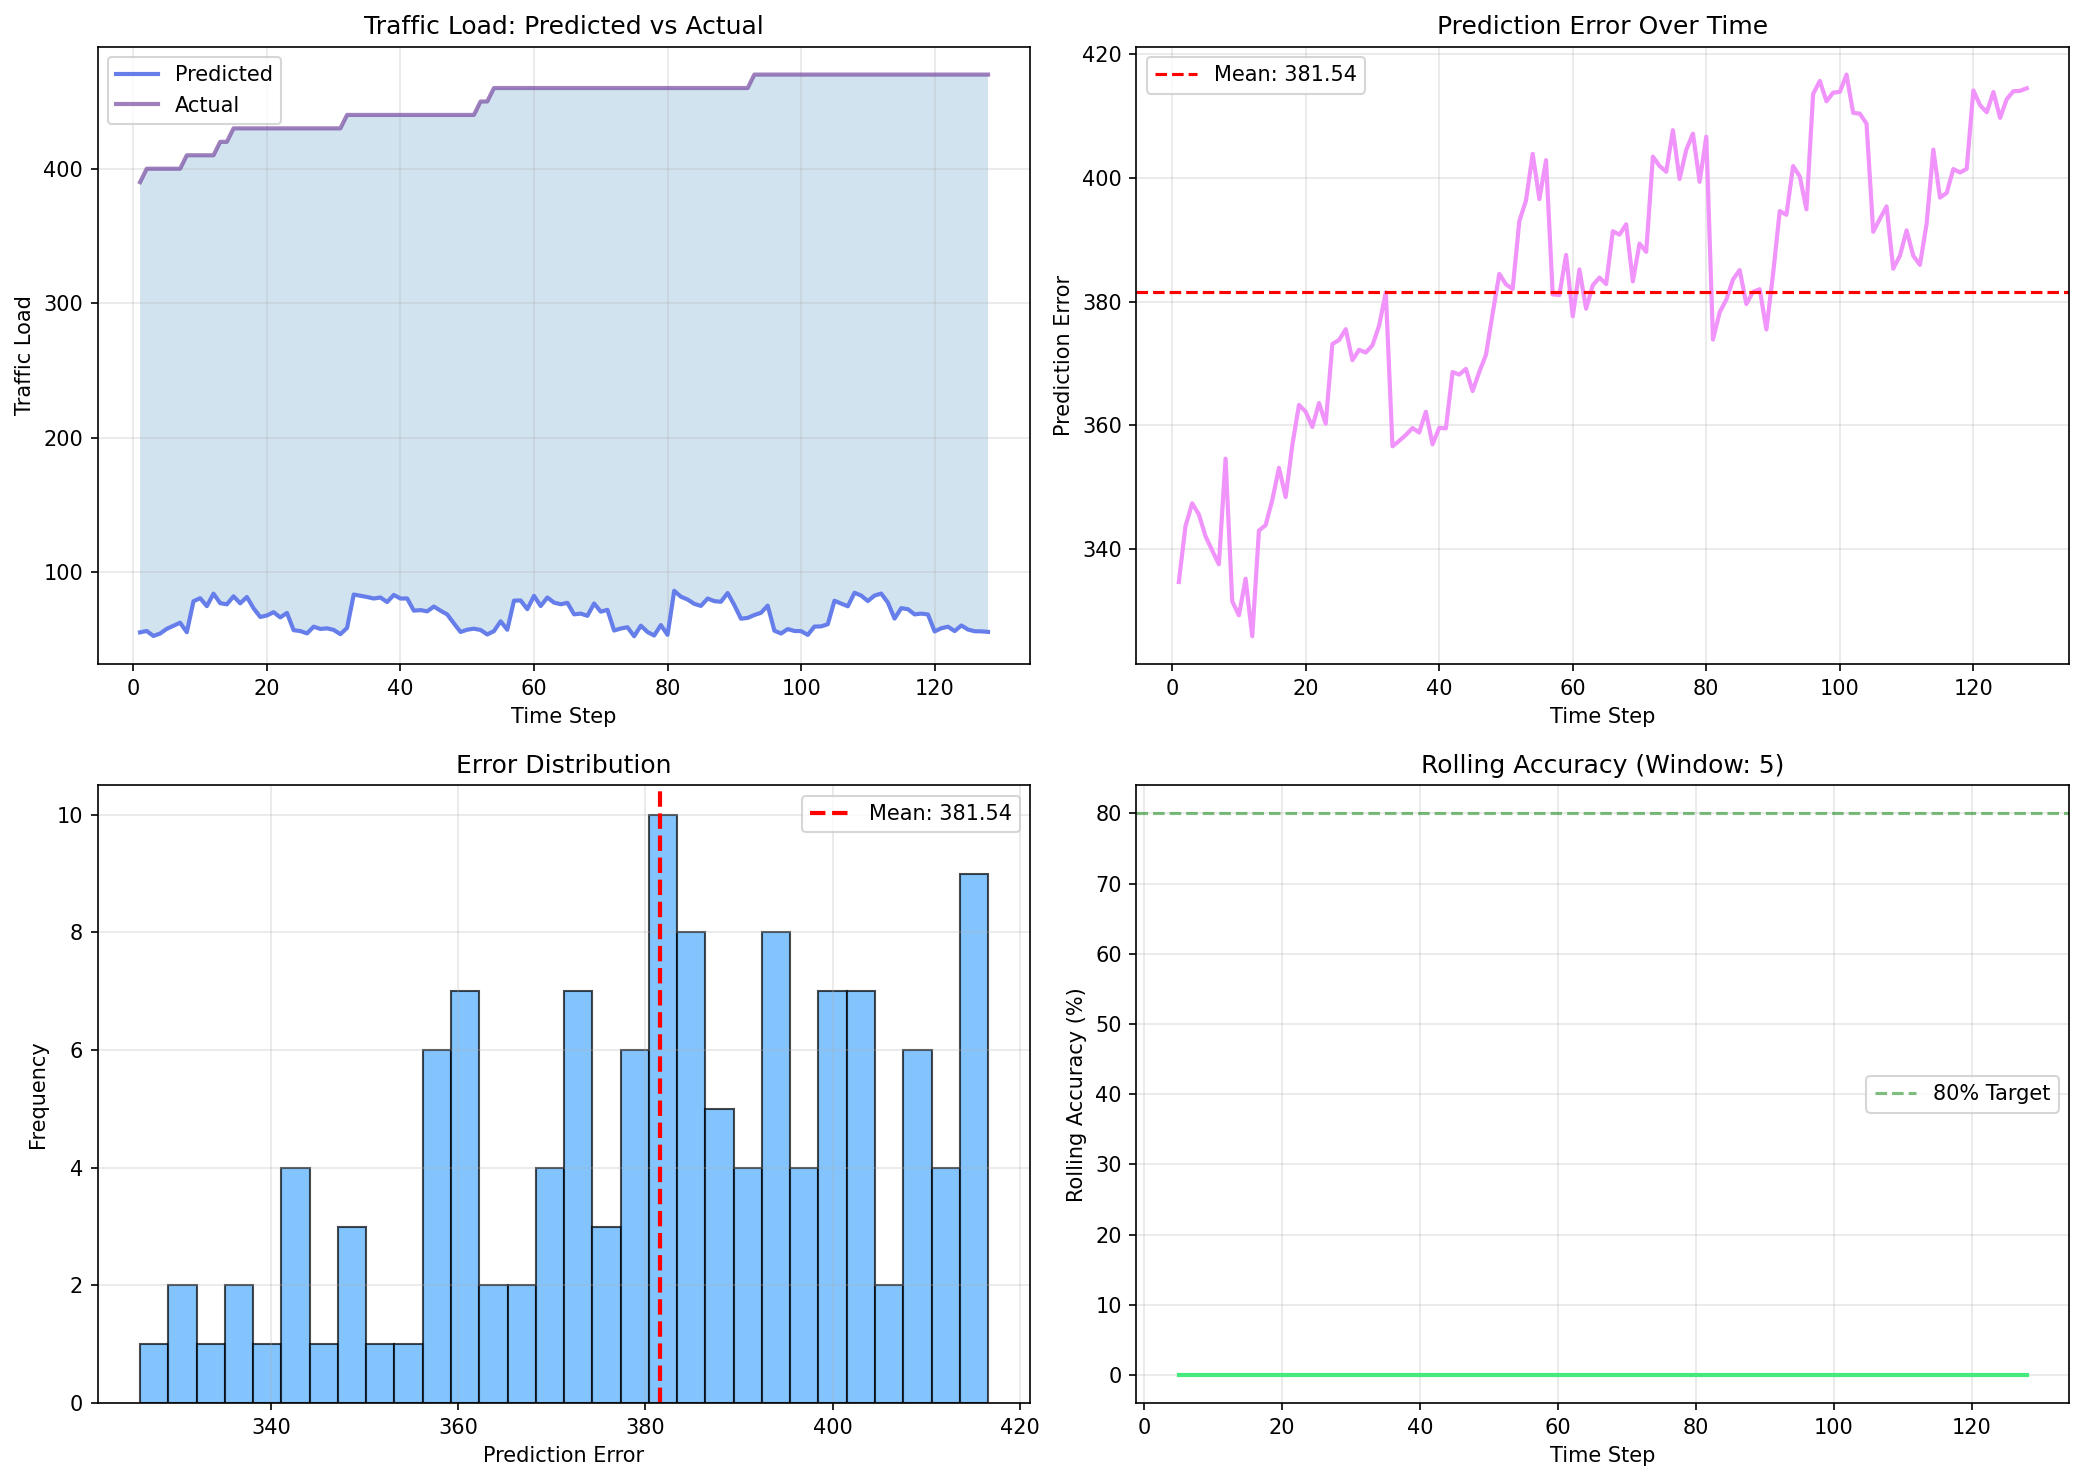 Traffic Load: Predicted vs Actual
Predicted
Actual
400
300
200
100
Traffic Load
0 20 40 60 80 100 120
Time Step
Prediction Error Over Time
Mean: 381.54
420
400
380
360
340
Prediction Error
0 20 40 60 80 100 120
Time Step
Error Distribution
Mean: 381.54
10
8
6
4
2
0
Frequency
340 360 380 400 420
Prediction Error
Rolling Accuracy (Window: 5)
80% Target
80
70
60
50
40
30
20
10
0
Rolling Accuracy (%)
0 20 40 60 80 100 120
Time Step